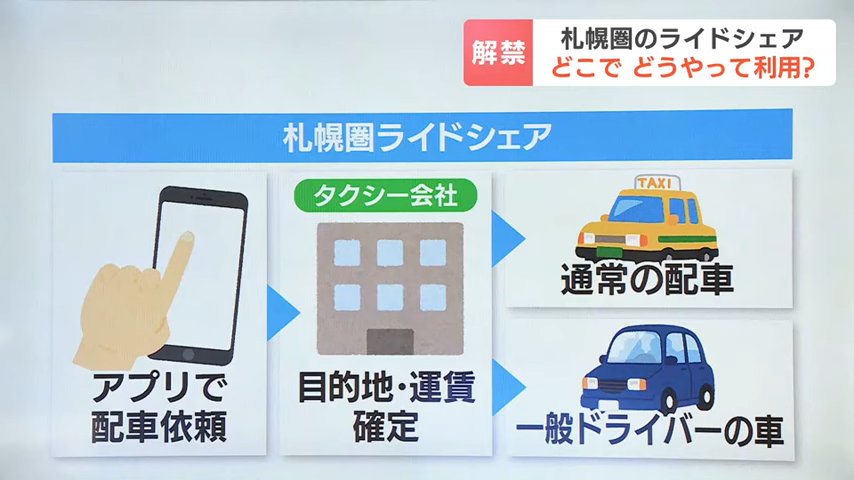 解禁
札幌圏のライドシェア
どこで どうやって利用?
札幌圏ライドシェア
アプリで
配車依頼
タクシー会社
目的地・運賃
確定
TAXI
通常の配車
一般ドライバーの車